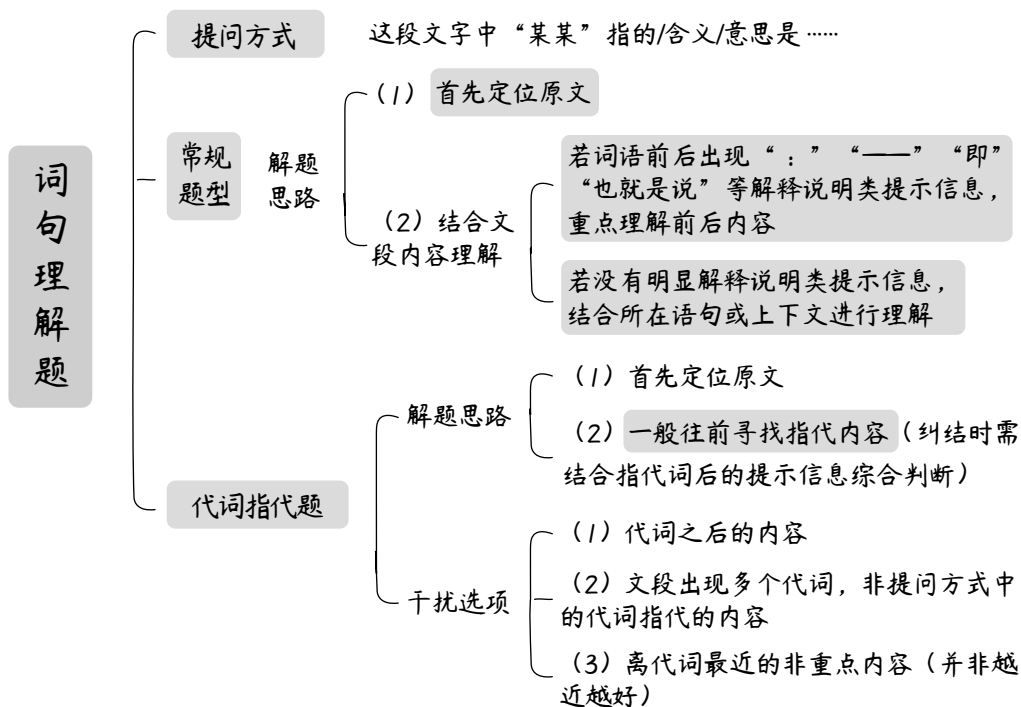 词句理解题
提问方式
这段文字中“某某”指的/含义/意思是……
常规
题型
解题
思路
（1）首先定位原文
（2）结合文
段内容理解
若词语前后出现“：”“——”“即”
“也就是说”等解释说明类提示信息，
重点理解前后内容
若没有明显解释说明类提示信息，
结合所在语句或上下文进行理解
代词指代题
解题思路
（1）首先定位原文
（2）一般往前寻找指代内容（纠结时需
结合指代词后的提示信息综合判断）
干扰选项
（1）代词之后的内容
（2）文段出现多个代词，非提问方式中
的代词指代的内容
（3）离代词最近的非重点内容（并非越
近越好）